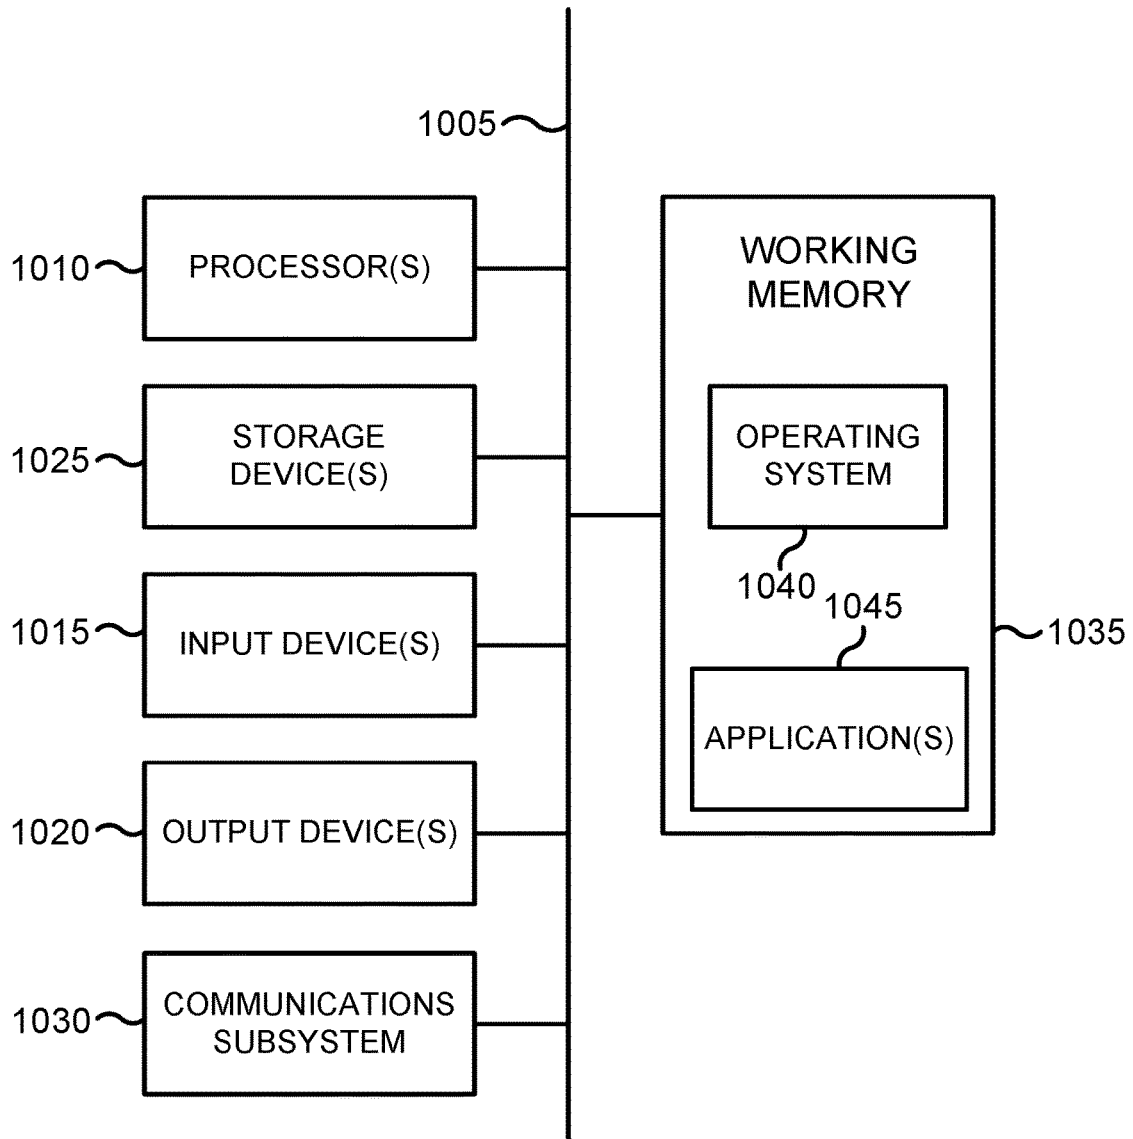 1005
1010
PROCESSOR(S)
1025
STORAGE
DEVICE(S)
1015
INPUT DEVICE(S)
1020
OUTPUT DEVICE(S)
1030
COMMUNICATIONS
SUBSYSTEM
WORKING
MEMORY
OPERATING
SYSTEM
1040
1045
1035
APPLICATION(S)